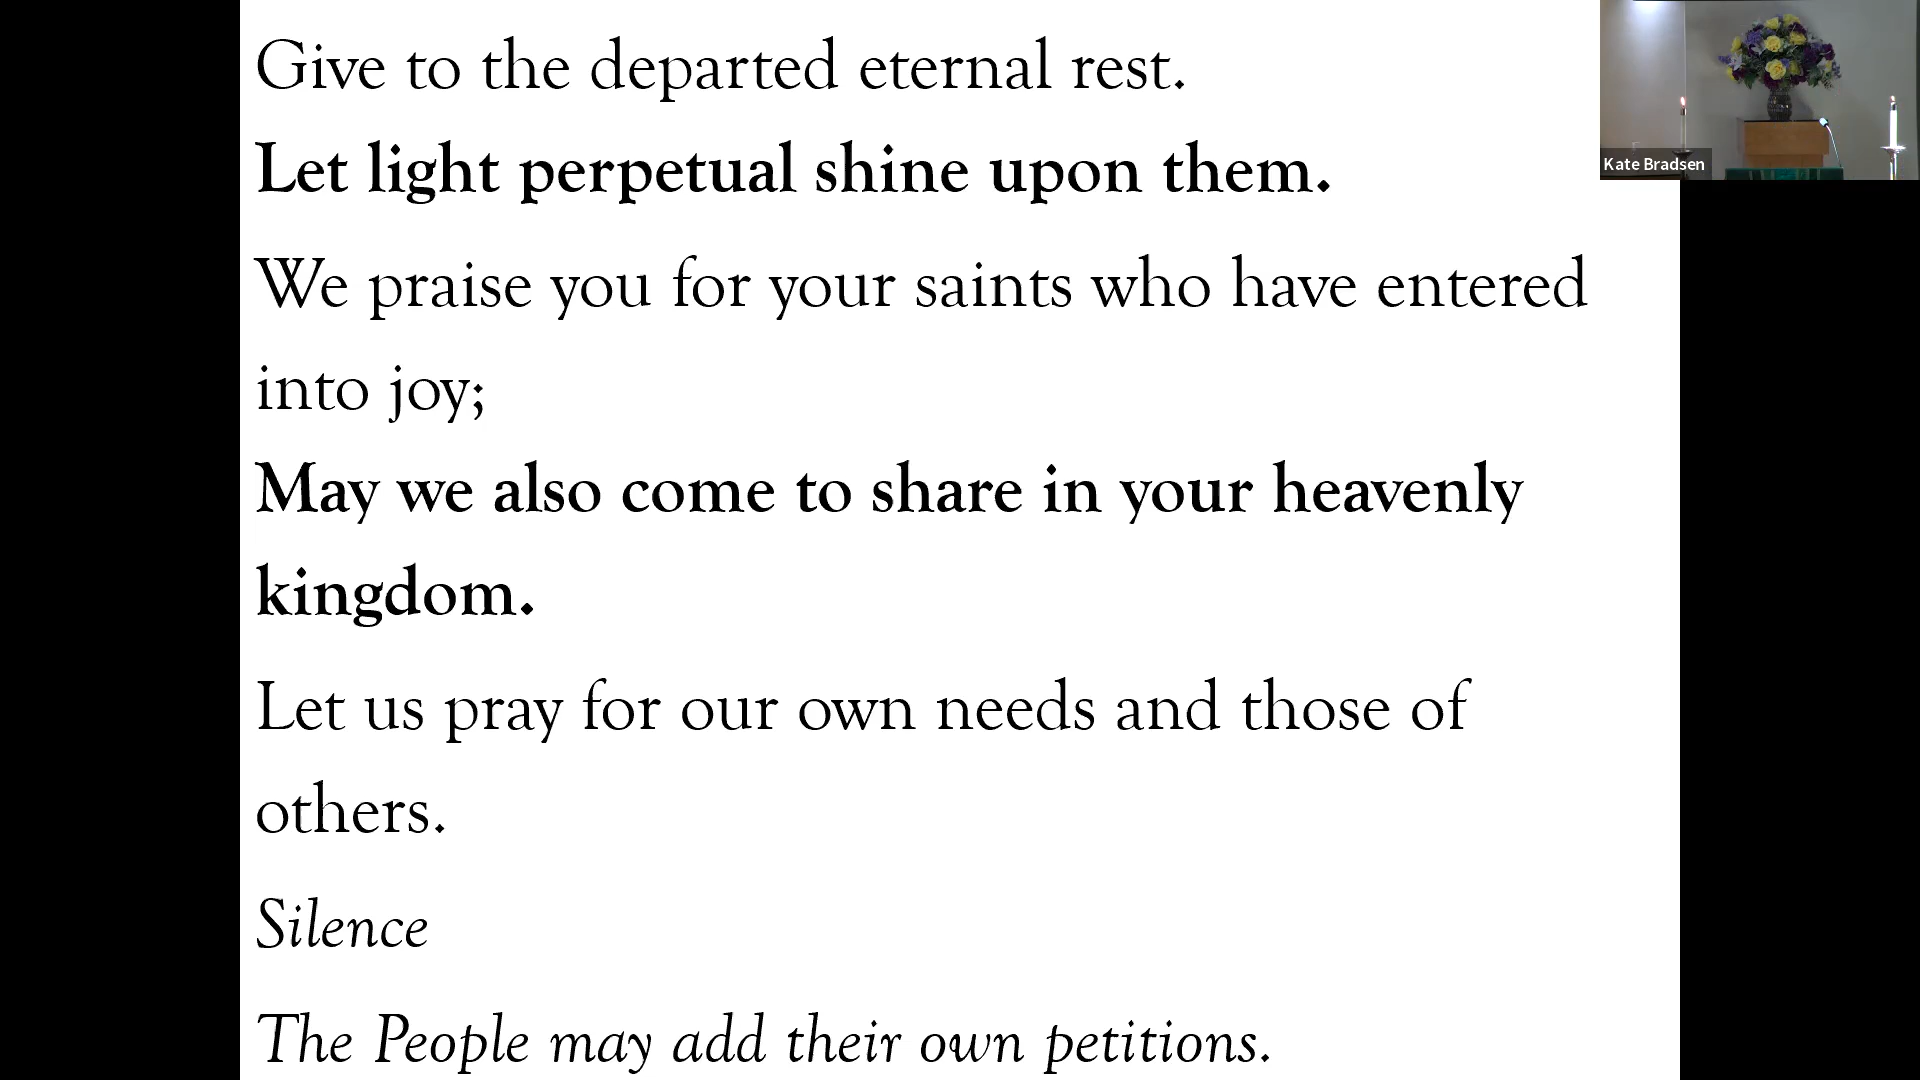 Give to the departed eternal rest.
Let light perpetual shine upon them.
We praise you for your saints who have entered
into joy;
May we also come to share in your heavenly
kingdom.
Let us pray for our own needs and those of
others.
Silence
The People may add their own petitions.
Kate Bradsen